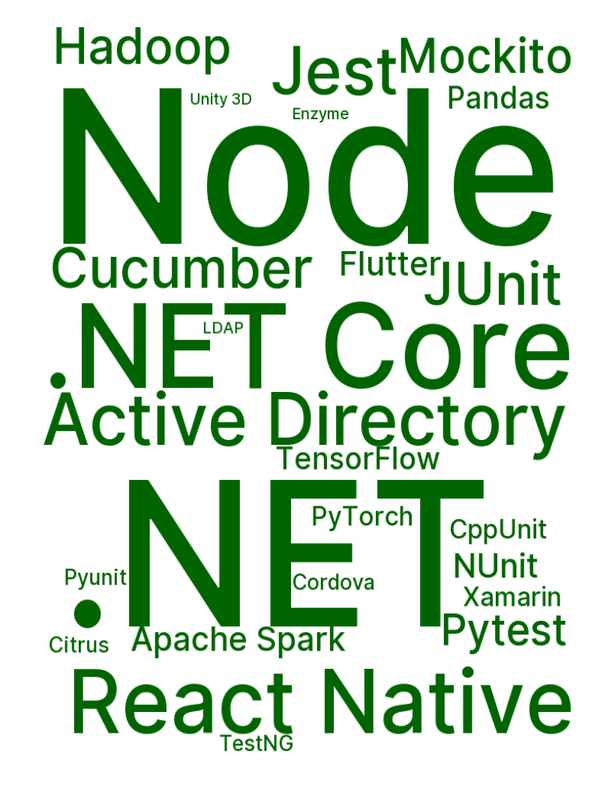 Hadoop
Jest
Mockito
Unity 3D
Pandas
Enzyme
Node
Cucumber
Flutter
JUnit
LDAP
.NET Core
Active Directory
TensorFlow
PyTorch
CppUnit
.NET
NUnit
Pyunit
Cordova
Xamarin
Pytest
Citrus
Apache Spark
React Native
TestNG